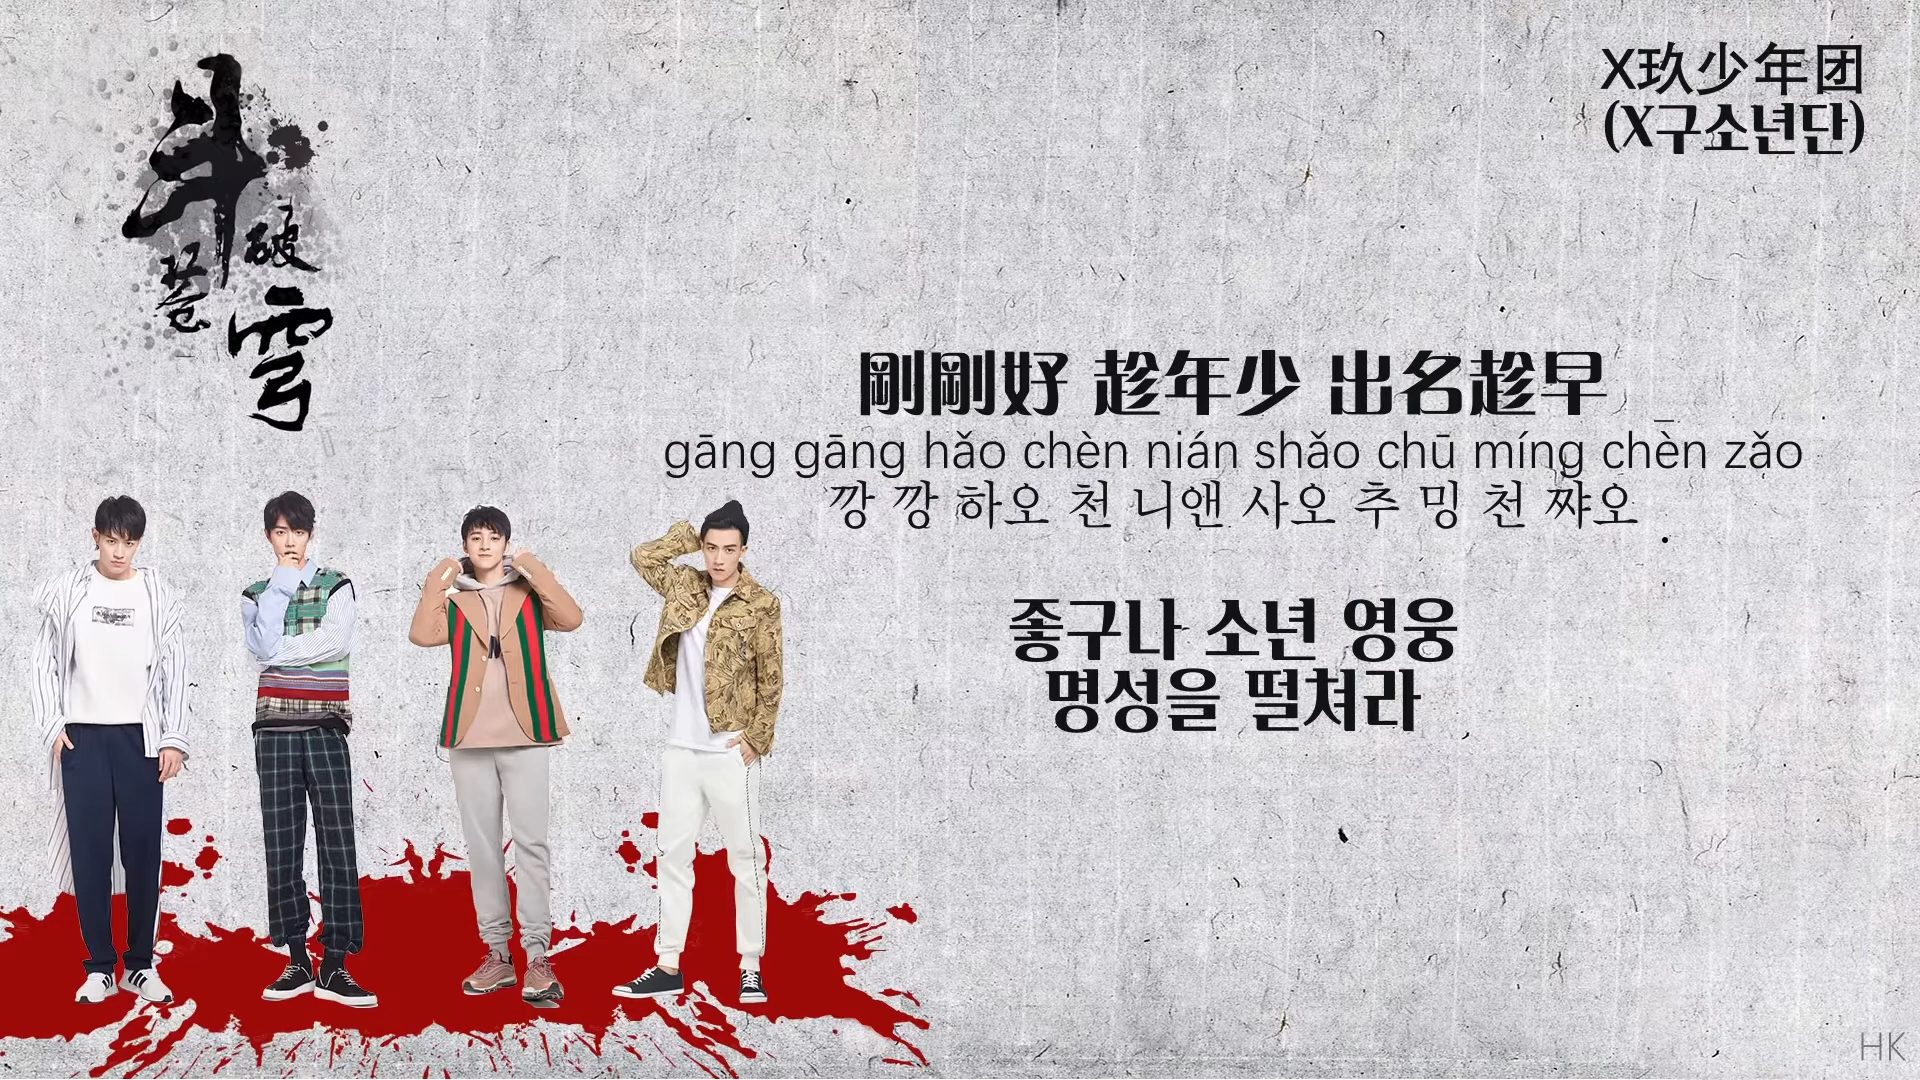 斗破苍穹
X玖少年团
(X구소년단)
剛剛好 趁年少 出名趁早
gāng gāng hǎo chèn nián shǎo chū míng chèn zǎo
깡 깡 하오 천 니앤 사오 추 밍 천 짜오
좋구나 소년 영웅
명성을 떨쳐라
HK